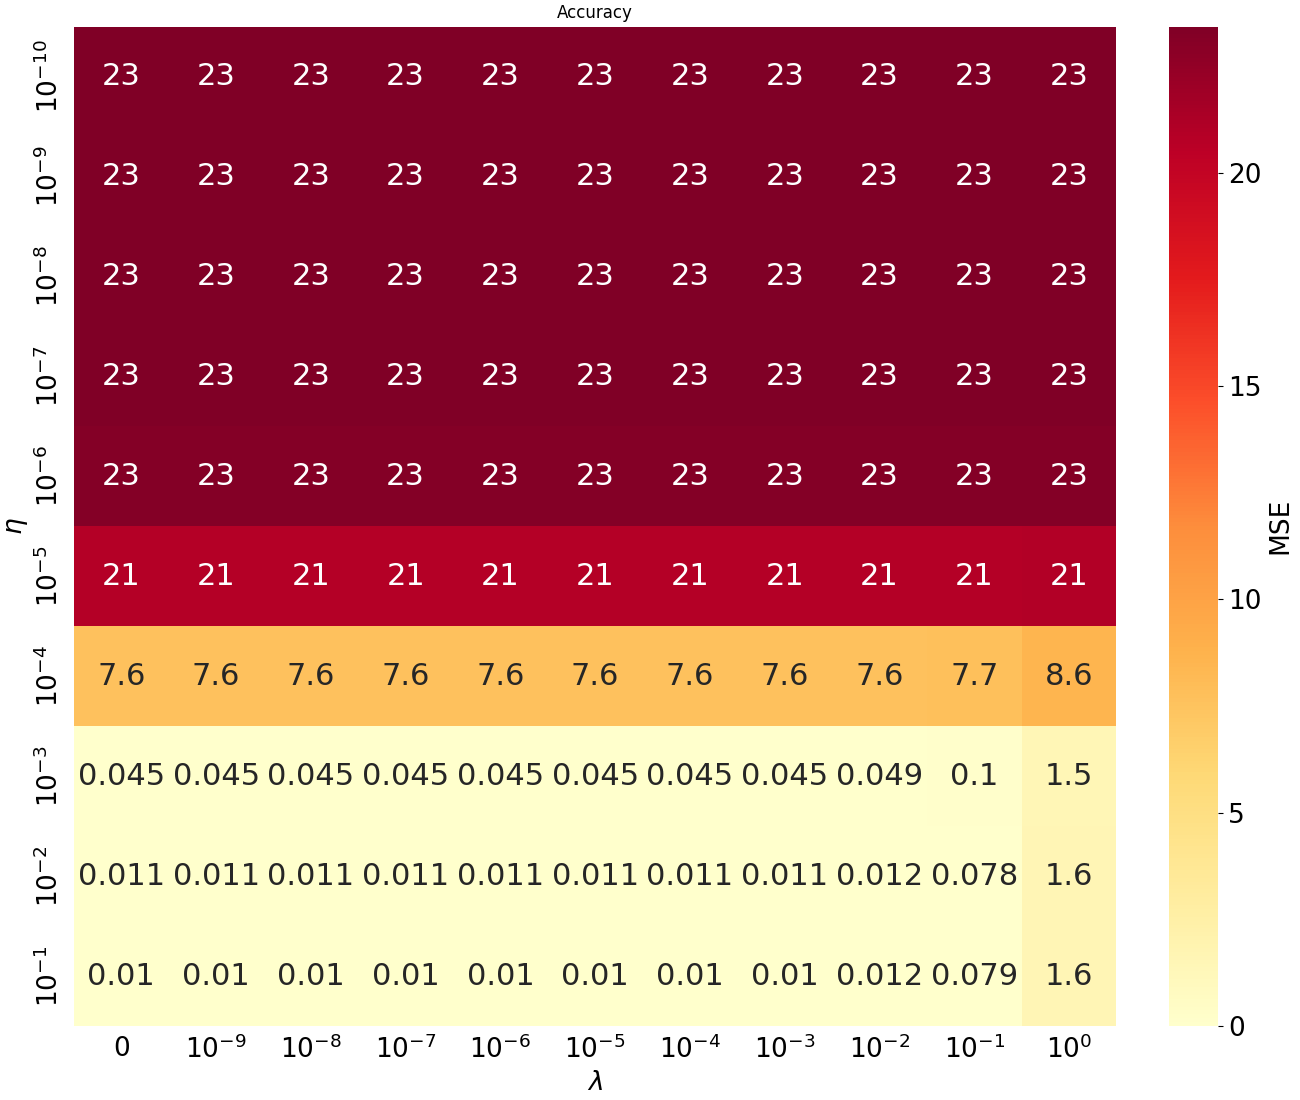 Accuracy
10⁻¹⁰ 23 23 23 23 23 23 23 23 23 23 23
10⁻⁹ 23 23 23 23 23 23 23 23 23 23 23
10⁻⁸ 23 23 23 23 23 23 23 23 23 23 23
10⁻⁷ 23 23 23 23 23 23 23 23 23 23 23
10⁻⁶ 23 23 23 23 23 23 23 23 23 23 23
10⁻⁵ 21 21 21 21 21 21 21 21 21 21 21
10⁻⁴ 7.6 7.6 7.6 7.6 7.6 7.6 7.6 7.6 7.6 7.7 8.6
10⁻³ 0.045 0.045 0.045 0.045 0.045 0.045 0.045 0.045 0.049 0.1 1.5
10⁻² 0.011 0.011 0.011 0.011 0.011 0.011 0.011 0.011 0.012 0.078 1.6
10⁻¹ 0.01 0.01 0.01 0.01 0.01 0.01 0.01 0.01 0.012 0.079 1.6
0 10⁻⁹ 10⁻⁸ 10⁻⁷ 10⁻⁶ 10⁻⁵ 10⁻⁴ 10⁻³ 10⁻² 10⁻¹ 10⁰
λ
η
20
15
10
5
0
MSE